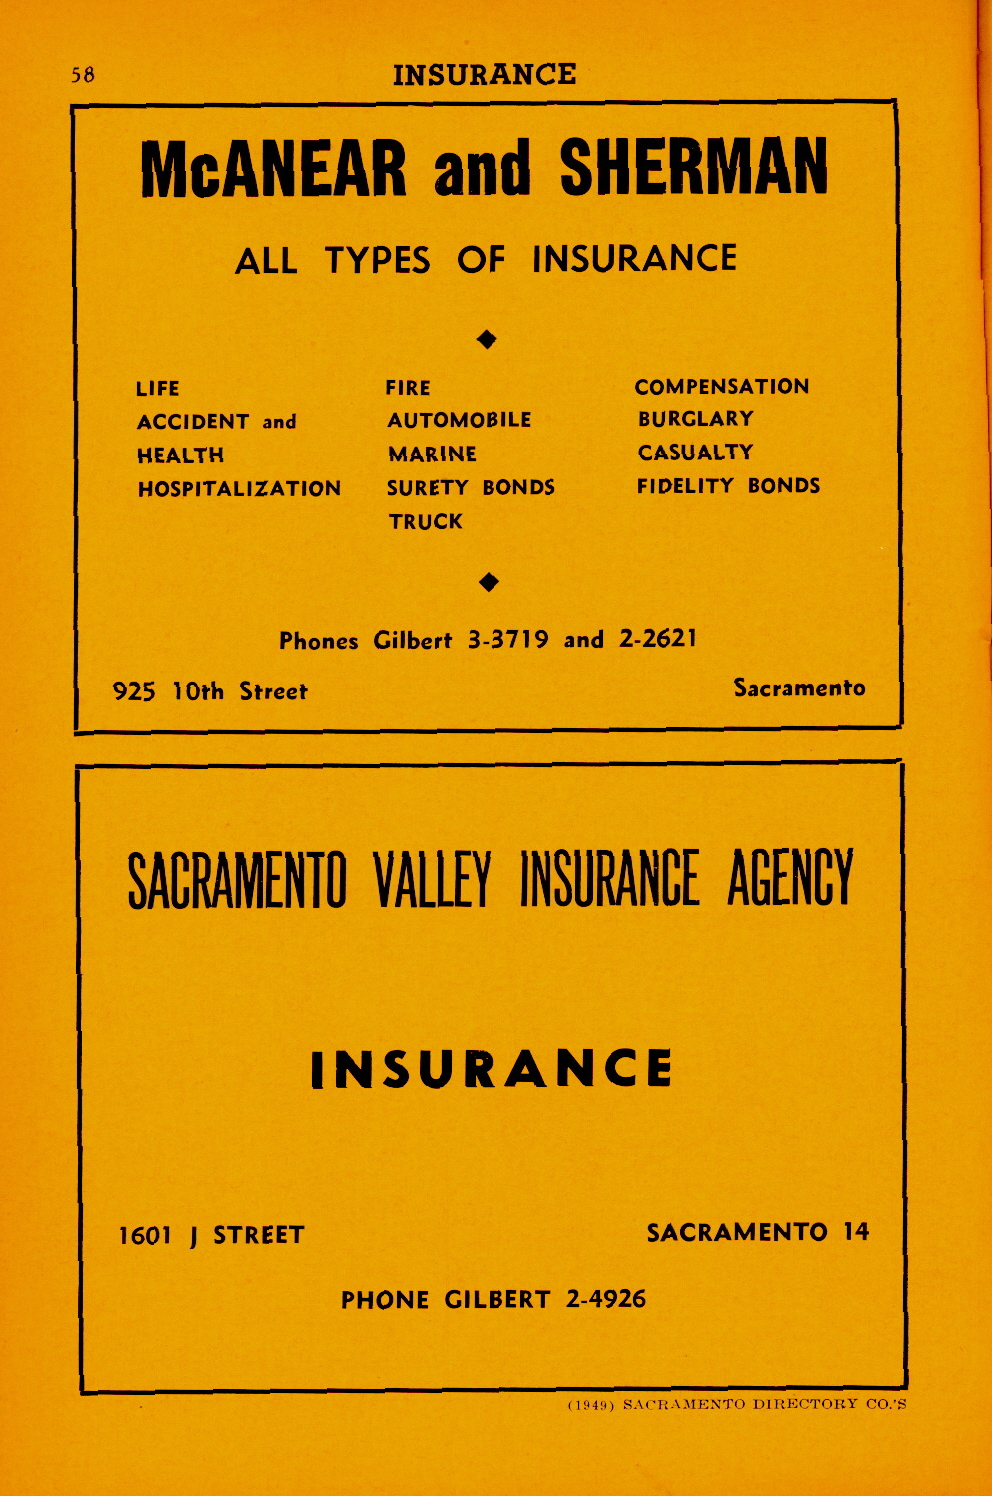 58
INSURANCE
McANEAR and SHERMAN
ALL TYPES OF INSURANCE
LIFE
ACCIDENT and
HEALTH
HOSPITALIZATION
FIRE
AUTOMOBILE
MARINE
SURETY BONDS
TRUCK
COMPENSATION
BURGLARY
CASUALTY
FIDELITY BONDS
Phones Gilbert 3-3719 and 2-2621
925 10th Street Sacramento
SACRAMENTO VALLEY INSURANCE AGENCY
INSURANCE
1601 J STREET SACRAMENTO 14
PHONE GILBERT 2-4926
(1949) SACRAMENTO DIRECTORY CO.'S